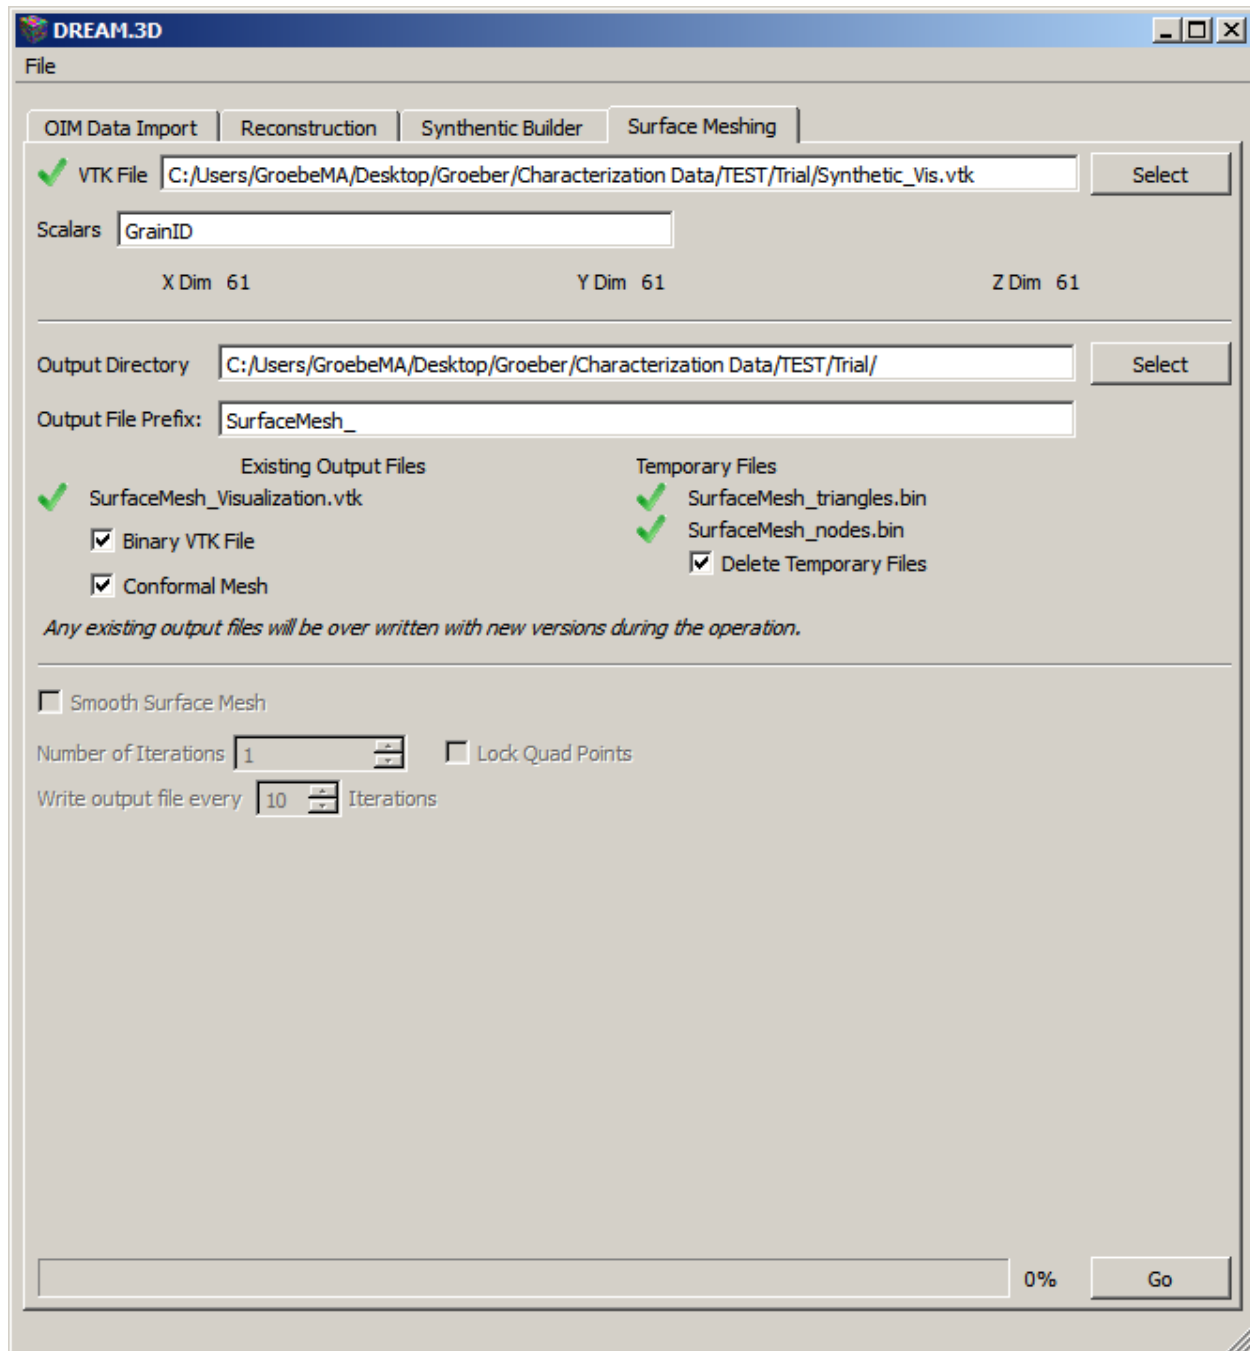 DREAM.3D
File
OIM Data Import Reconstruction Synthentic Builder Surface Meshing
VTK File C:/Users/GroebeMA/Desktop/Groeber/Characterization Data/TEST/Trial/Synthetic_Vis.vtk Select
Scalars GrainID
X Dim 61 Y Dim 61 Z Dim 61
Output Directory C:/Users/GroebeMA/Desktop/Groeber/Characterization Data/TEST/Trial/ Select
Output File Prefix: SurfaceMesh_
Existing Output Files Temporary Files
SurfaceMesh_Visualization.vtk SurfaceMesh_triangles.bin
SurfaceMesh_nodes.bin
Binary VTK File
Delete Temporary Files
Conformal Mesh
Any existing output files will be over written with new versions during the operation.
Smooth Surface Mesh
Number of Iterations 1 Lock Quad Points
Write output file every 10 Iterations
0% Go